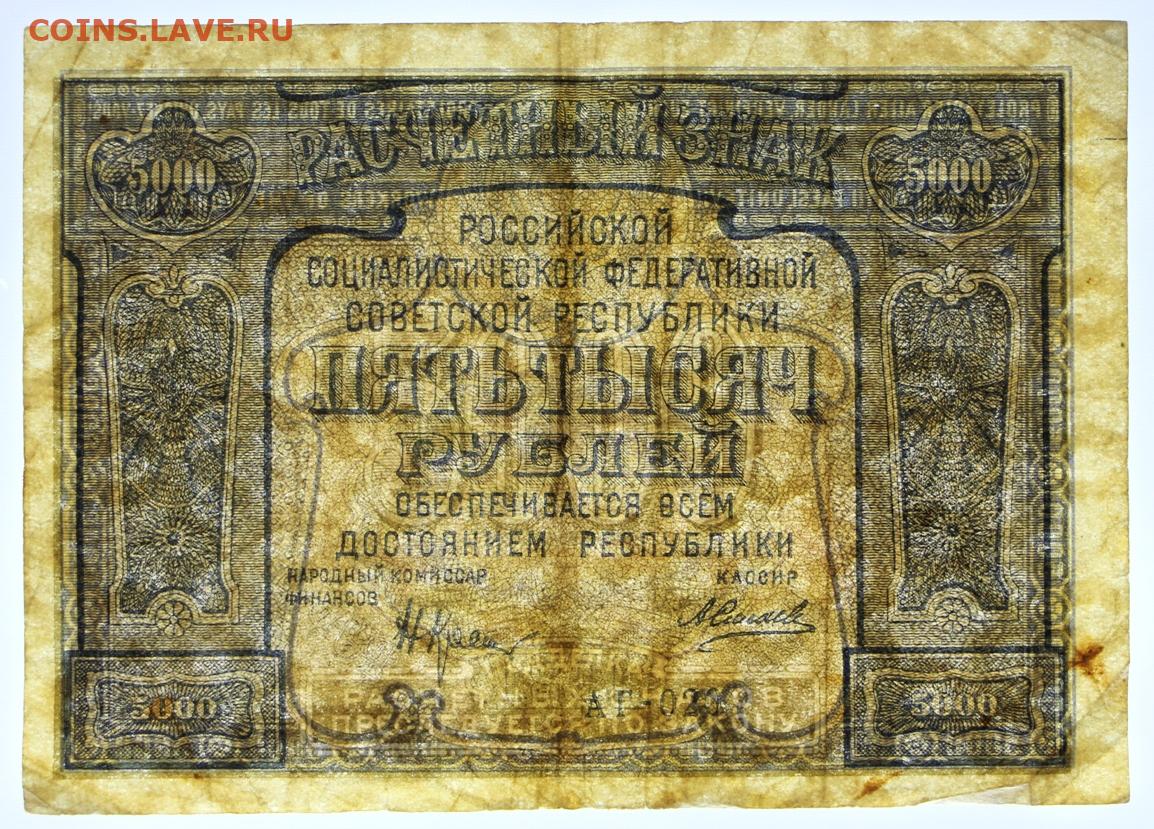 COINS.LAVE.RU
РАСЧЕТНЫЙ ЗНАК
5000
5000
РОССИЙСКОЙ
СОЦИАЛИСТИЧЕСКОЙ ФЕДЕРАТИВНОЙ
СОВЕТСКОЙ РЕСПУБЛИКИ
ПЯТЬ ТЫСЯЧ
РУБЛЕЙ
ОБЕСПЕЧИВАЕТСЯ ВСЕМ
ДОСТОЯНИЕМ РЕСПУБЛИКИ
НАРОДНЫЙ КОМИССАР КАССИР
ФИНАНСОВ
5000 5000